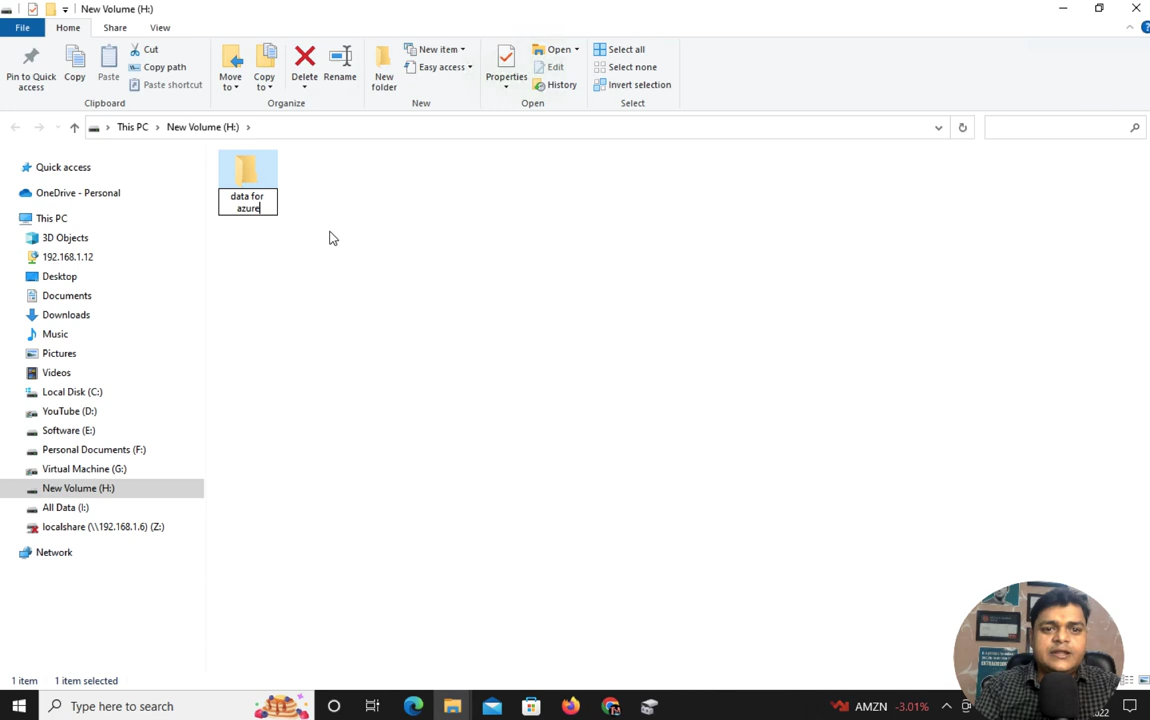 New Volume (H:)
File
Home
Share
View
Pin to Quick access
Copy
Paste
Cut
Copy path
Paste shortcut
Clipboard
Move to
Copy to
Delete
Rename
Organize
New folder
New item
Easy access
New
Properties
Open
Edit
History
Open
Select all
Select none
Invert selection
Select
This PC > New Volume (H:) >
Quick access
OneDrive - Personal
This PC
3D Objects
192.168.1.12
Desktop
Documents
Downloads
Music
Pictures
Videos
Local Disk (C:)
YouTube (D:)
Software (E:)
Personal Documents (F:)
Virtual Machine (G:)
New Volume (H:)
All Data (I:)
localshare (\\192.168.1.6) (Z:)
Network
data for
azure
1 item
1 item selected
Type here to search
AMZN -3.01%